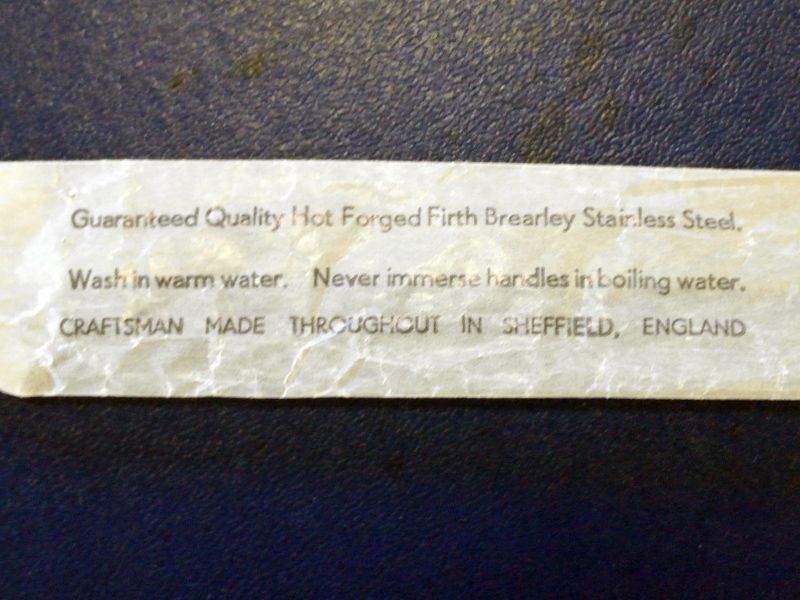 Guaranteed Quality Hot Forged Firth Brearley Stainless Steel.
Wash in warm water. Never immerse handles in boiling water.
CRAFTSMAN MADE THROUGHOUT IN SHEFFIELD, ENGLAND